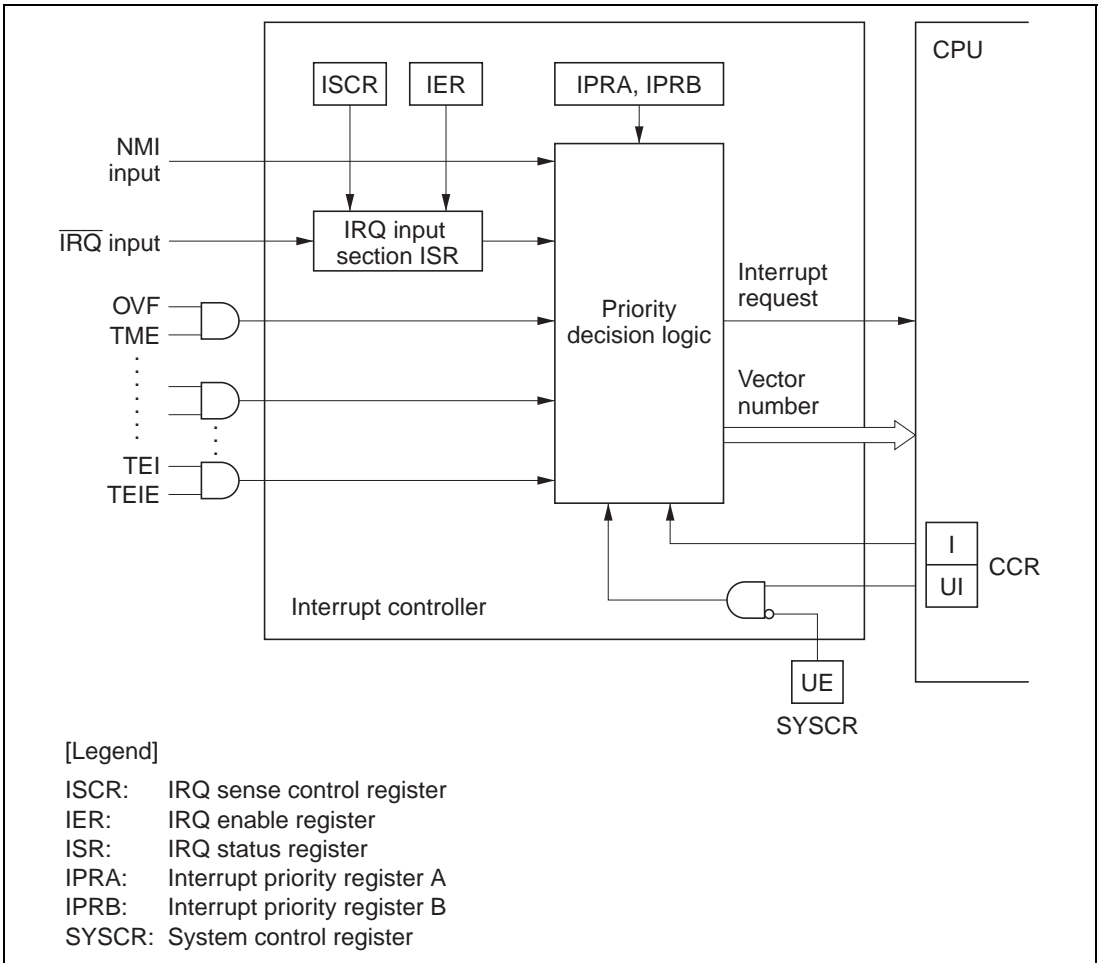 CPU
ISCR
IER
IPRA, IPRB
NMI
input
IRQ input
IRQ input
section ISR
OVF
TME
Priority
decision logic
Interrupt
request
Vector
number
TEI
TEIE
I
UI
CCR
Interrupt controller
UE
SYSCR
[Legend]
ISCR: IRQ sense control register
IER: IRQ enable register
ISR: IRQ status register
IPRA: Interrupt priority register A
IPRB: Interrupt priority register B
SYSCR: System control register